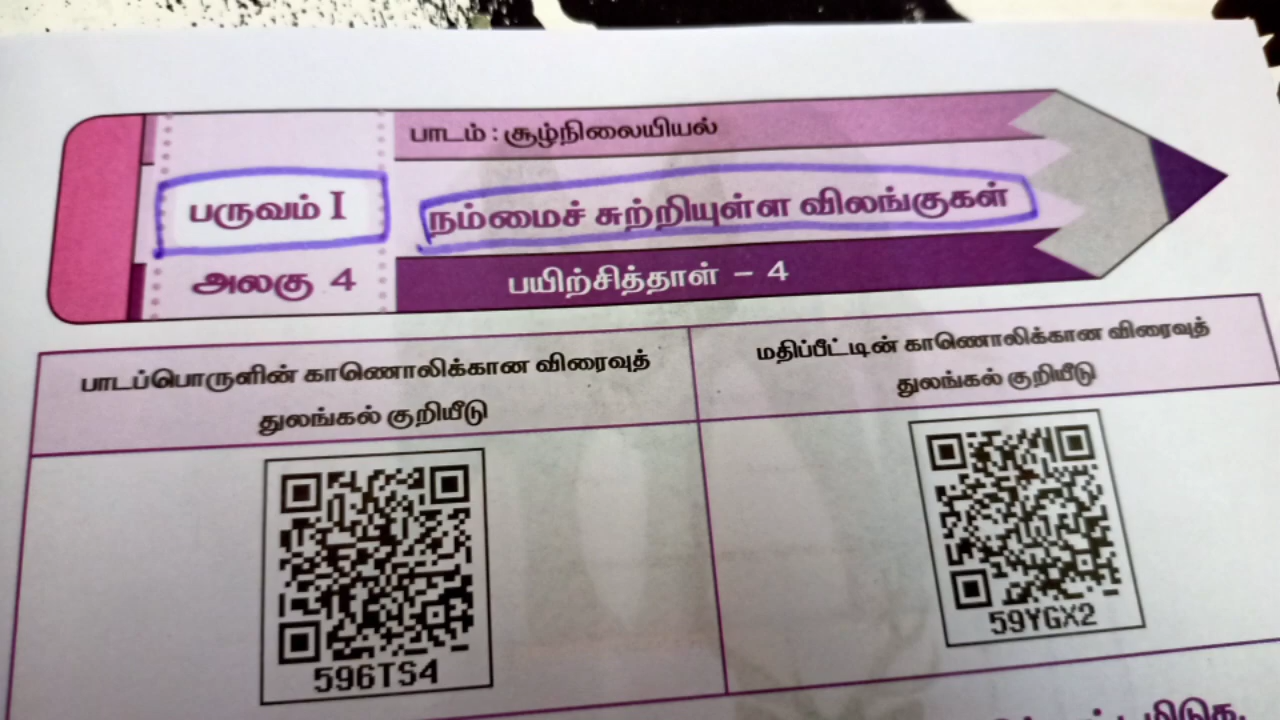 பாடம் : சூழ்நிலையியல்
பருவம் I
நம்மைச் சுற்றியுள்ள விலங்குகள்
அலகு 4
பயிற்சித்தாள் – 4
பாடப்பொருளின் காணொலிக்கான விரைவுத்
துலங்கல் குறியீடு
மதிப்பீட்டின் காணொலிக்கான விரைவுத்
துலங்கல் குறியீடு
596TS4
59YGX2